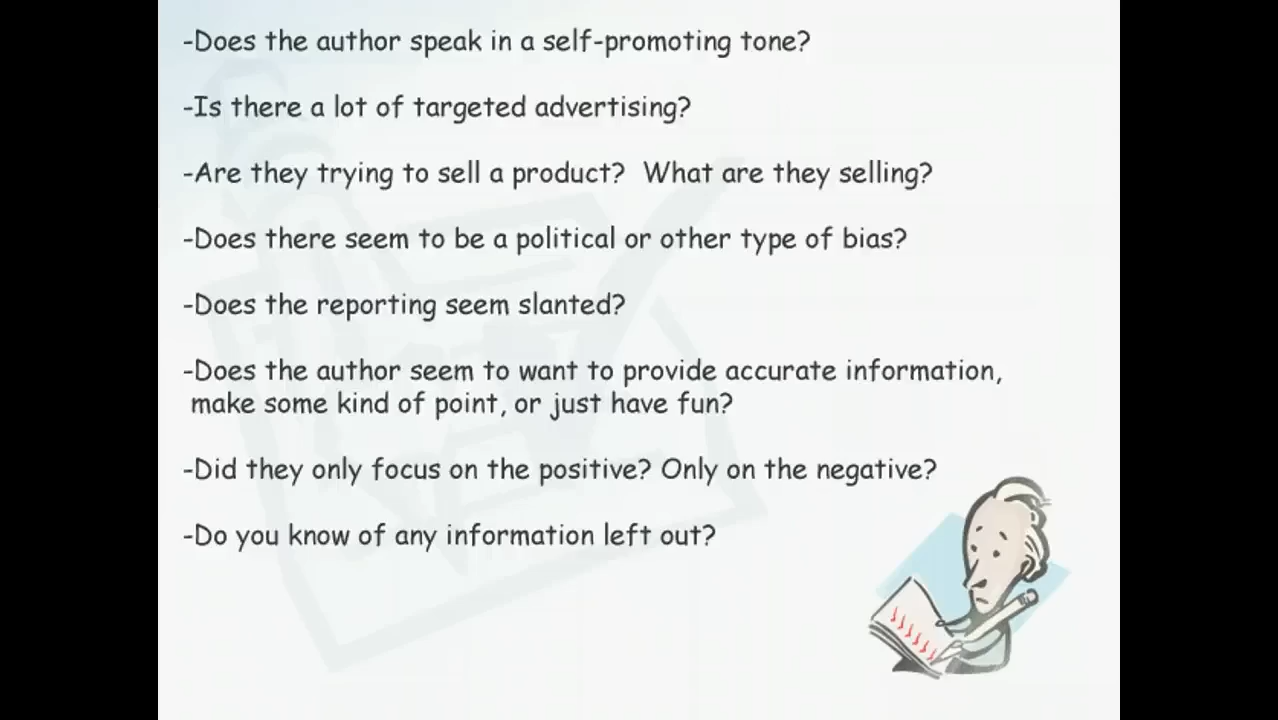 -Does the author speak in a self-promoting tone?
-Is there a lot of targeted advertising?
-Are they trying to sell a product?  What are they selling?
-Does there seem to be a political or other type of bias?
-Does the reporting seem slanted?
-Does the author seem to want to provide accurate information,
make some kind of point, or just have fun?
-Did they only focus on the positive? Only on the negative?
-Do you know of any information left out?